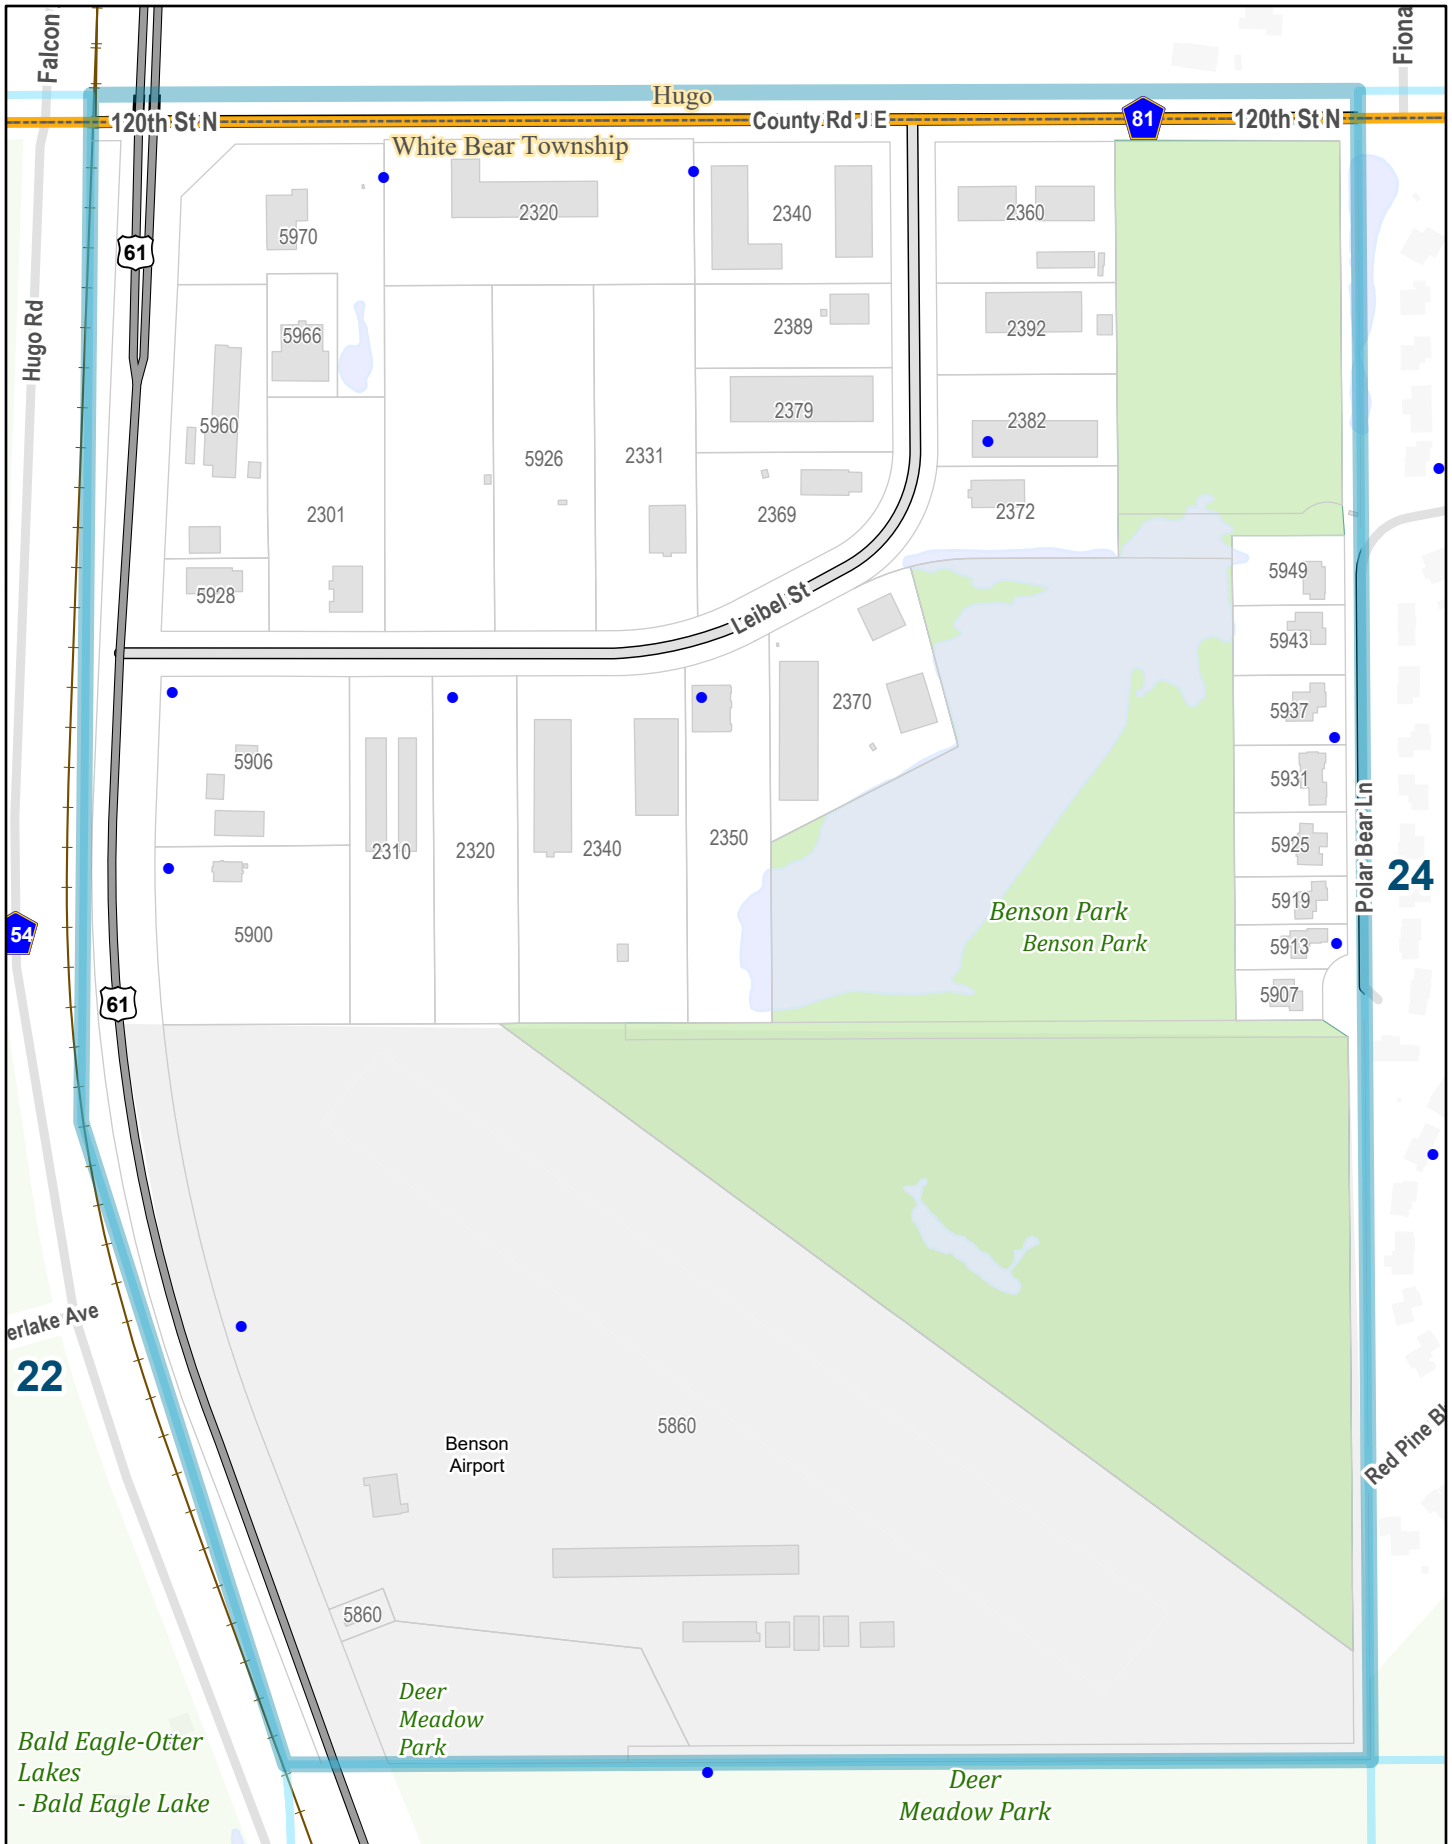 Falcon
Fiona
Hugo
120th St N
County Rd J E
81
120th St N
White Bear Township
2320
2340
2360
5970
61
Hugo Rd
5966
2389
2392
5960
2379
2382
5926
2331
2301
2369
2372
5928
5949
Leibel St
5943
2370
5937
5906
5931
2310
2320
2340
2350
5925
Polar Bear Ln
24
5919
Benson Park
Benson Park
54
5900
5913
5907
61
erlake Ave
22
5860
Benson
Airport
Red Pine Bl
5860
Deer
Meadow
Park
Bald Eagle-Otter
Lakes
- Bald Eagle Lake
Deer
Meadow Park